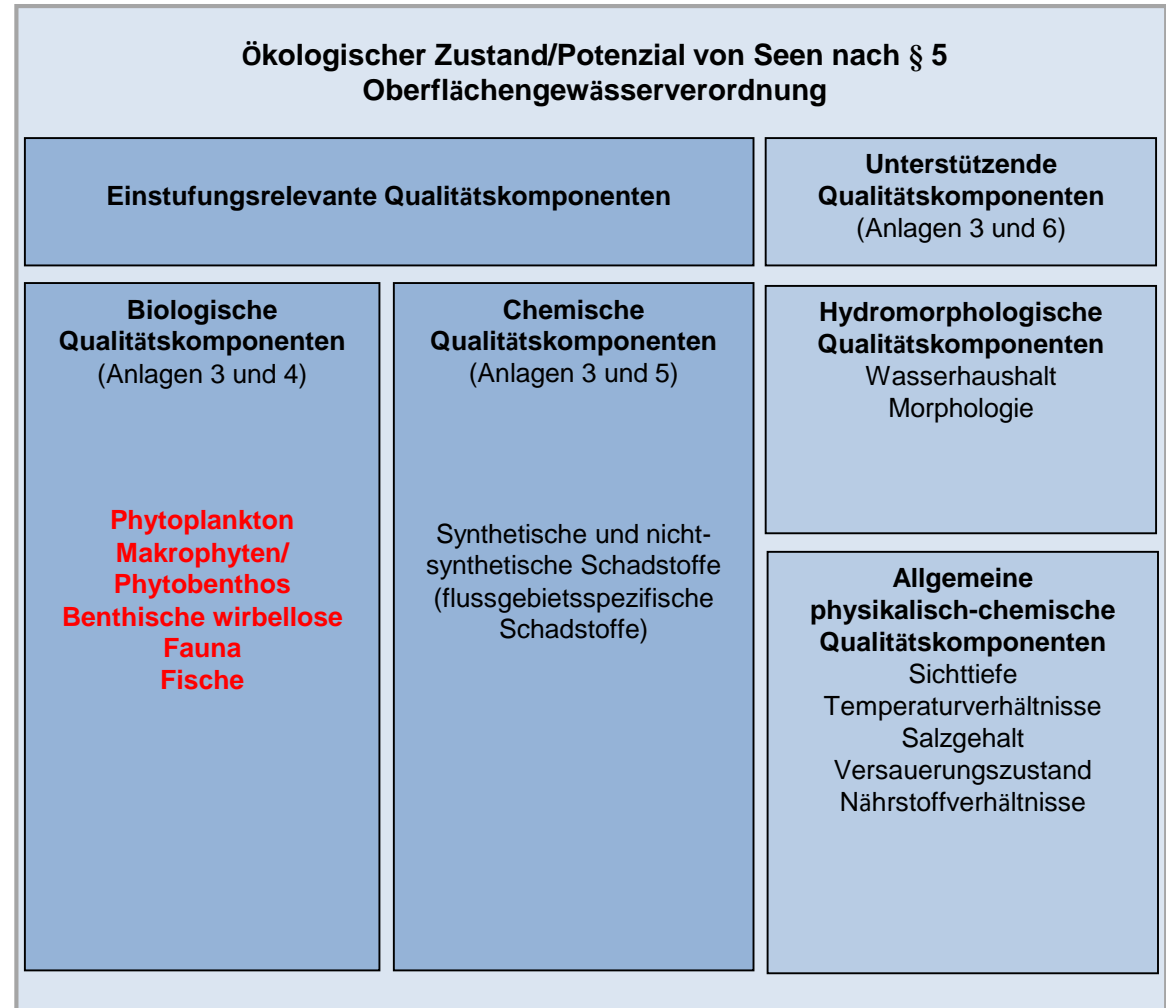 Ökologischer Zustand/Potenzial von Seen nach § 5
Oberflächengewässerverordnung
Einstufungsrelevante Qualitätskomponenten
Unterstützende
Qualitätskomponenten
(Anlagen 3 und 6)
Biologische
Qualitätskomponenten
(Anlagen 3 und 4)
Phytoplankton
Makrophyten/
Phytobenthos
Benthische wirbellose
Fauna
Fische
Chemische
Qualitätskomponenten
(Anlagen 3 und 5)
Synthetische und nicht-
synthetische Schadstoffe
(flussgebietsspezifische
Schadstoffe)
Hydromorphologische
Qualitätskomponenten
Wasserhaushalt
Morphologie
Allgemeine
physikalisch-chemische
Qualitätskomponenten
Sichttiefe
Temperaturverhältnisse
Salzgehalt
Versauerungszustand
Nährstoffverhältnisse